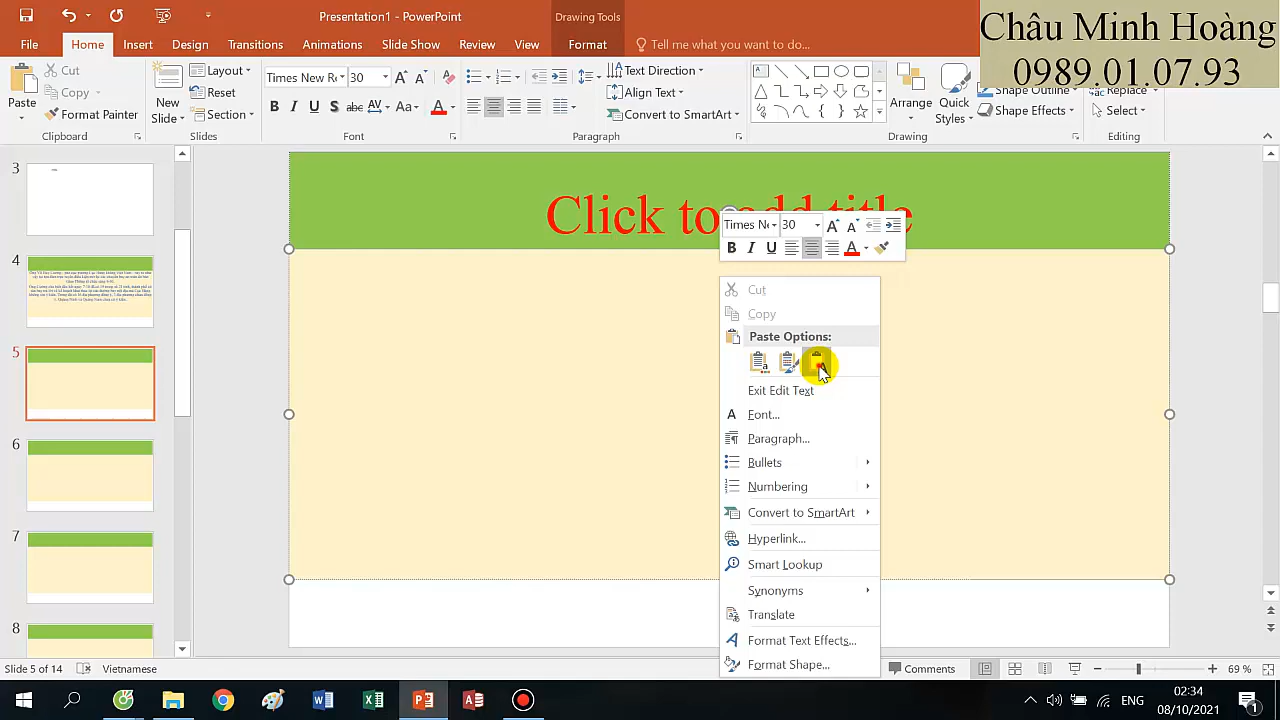 Presentation1 - PowerPoint
Drawing Tools
Châu Minh Hoàng
0989.01.07.93
File
Home
Insert
Design
Transitions
Animations
Slide Show
Review
View
Format
Tell me what you want to do...
Paste
Cut
Copy
Format Painter
New
Slide
Layout
Reset
Section
Times New R
30
Text Direction
Align Text
Convert to SmartArt
Arrange
Quick
Styles
Shape Outline
Shape Effects
Replace
Select
Clipboard
Slides
Font
Paragraph
Drawing
Editing
3
4
5
6
7
8
Click to add title
Times Ne
30
Cut
Copy
Paste Options:
Exit Edit Text
Font...
Paragraph...
Bullets
Numbering
Convert to SmartArt
Hyperlink...
Smart Lookup
Synonyms
Translate
Format Text Effects...
Format Shape...
Slide 5 of 14
Vietnamese
Comments
69 %
ENG
02:34
08/10/2021
1